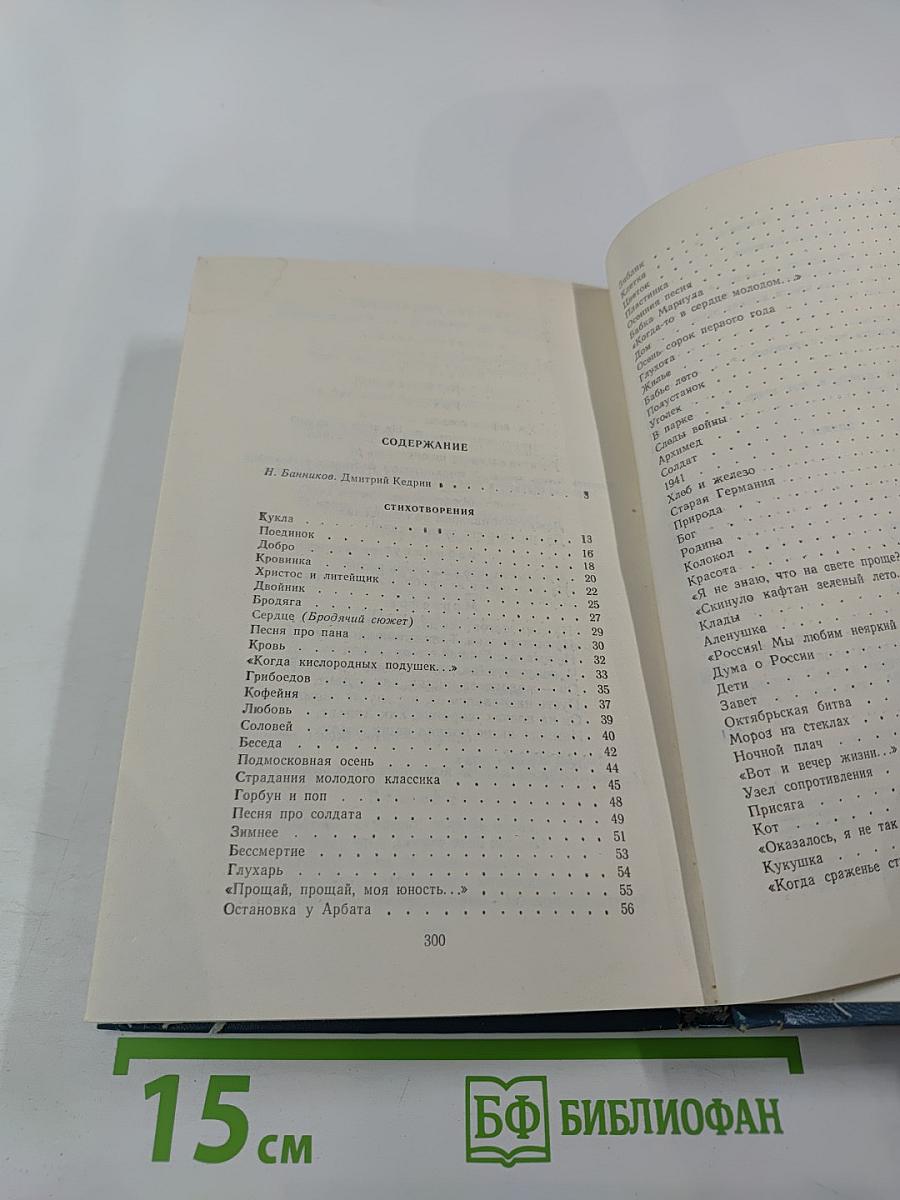 СОДЕРЖАНИЕ
Н. Банников. Дмитрий Кедрин . . . . . . . . . . 3
СТИХОТВОРЕНИЯ
Кукла . . . . . . . . . . 13
Поединок . . . . . . . . . . 16
Добро . . . . . . . . . . 18
Кровинка . . . . . . . . . . 20
Христос и литейщик . . . . . . . . . . 22
Двойник . . . . . . . . . . 25
Бродяга . . . . . . . . . . 27
Сердце (Бродячий сюжет) . . . . . . . . . . 29
Песня про пана . . . . . . . . . . 30
Кровь . . . . . . . . . . 32
«Когда кислородных подушек...» . . . . . . . . . . 33
Грибоедов . . . . . . . . . . 35
Кофейня . . . . . . . . . . 37
Любовь . . . . . . . . . . 39
Соловей . . . . . . . . . . 40
Беседа . . . . . . . . . . 42
Подмосковная осень . . . . . . . . . . 44
Страдания молодого классика . . . . . . . . . . 45
Горбун и поп . . . . . . . . . . 48
Песня про солдата . . . . . . . . . . 49
Зимнее . . . . . . . . . . 51
Бессмертие . . . . . . . . . . 53
Глухарь . . . . . . . . . . 54
«Прощай, прощай, моя юность...» . . . . . . . . . . 55
Остановка у Арбата . . . . . . . . . . 56
300
Клетка
Цветок
Пластинка
Осенняя песня
Бабка Мариула
«Когда-то в сердце молодом...»
Дом
Осень сорок первого года
Глухота
Жилье
Бабье лето
Полустанок
Уголек
В парке
Следы войны
Архимед
Солдат
1941
Хлеб и железо
Старая Германия
Природа
Бог
Родина
Колокол
Красота
«Я не знаю, что на свете проще?
«Скинуло кафтан зеленый лето.
Клады
Аленушка
«Россия! Мы любим неяркий
Дума о России
Дети
Завет
Октябрьская битва
Мороз на стеклах
Ночной плач
«Вот и вечер жизни...»
Узел сопротивления
Присяга
Кот
«Оказалось, я не так
Кукушка
«Когда сраженье ст
15 см
БФ БИБЛИОФАН